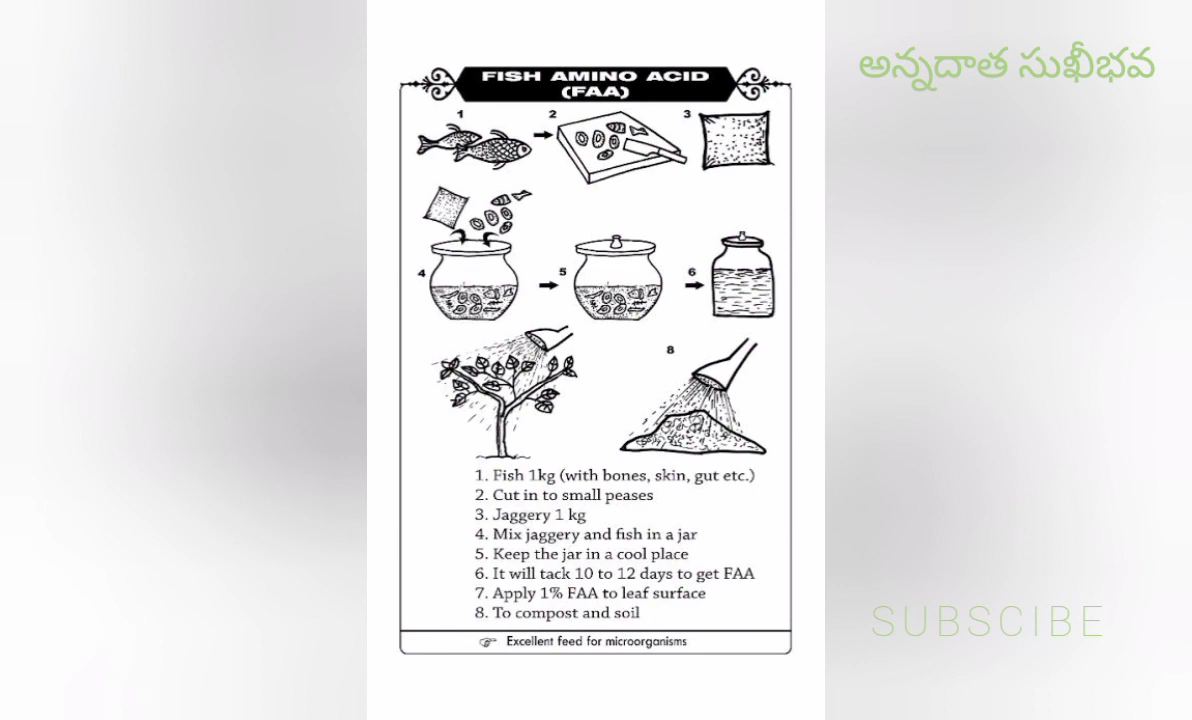 అన్నదాత సుఖీభవ
FISH AMINO ACID
(FAA)
1
2
3
4
5
6
8
1. Fish 1kg (with bones, skin, gut etc.)
2. Cut in to small peases
3. Jaggery 1 kg
4. Mix jaggery and fish in a jar
5. Keep the jar in a cool place
6. It will tack 10 to 12 days to get FAA
7. Apply 1% FAA to leaf surface
8. To compost and soil
Excellent feed for microorganisms
SUBSCIBE